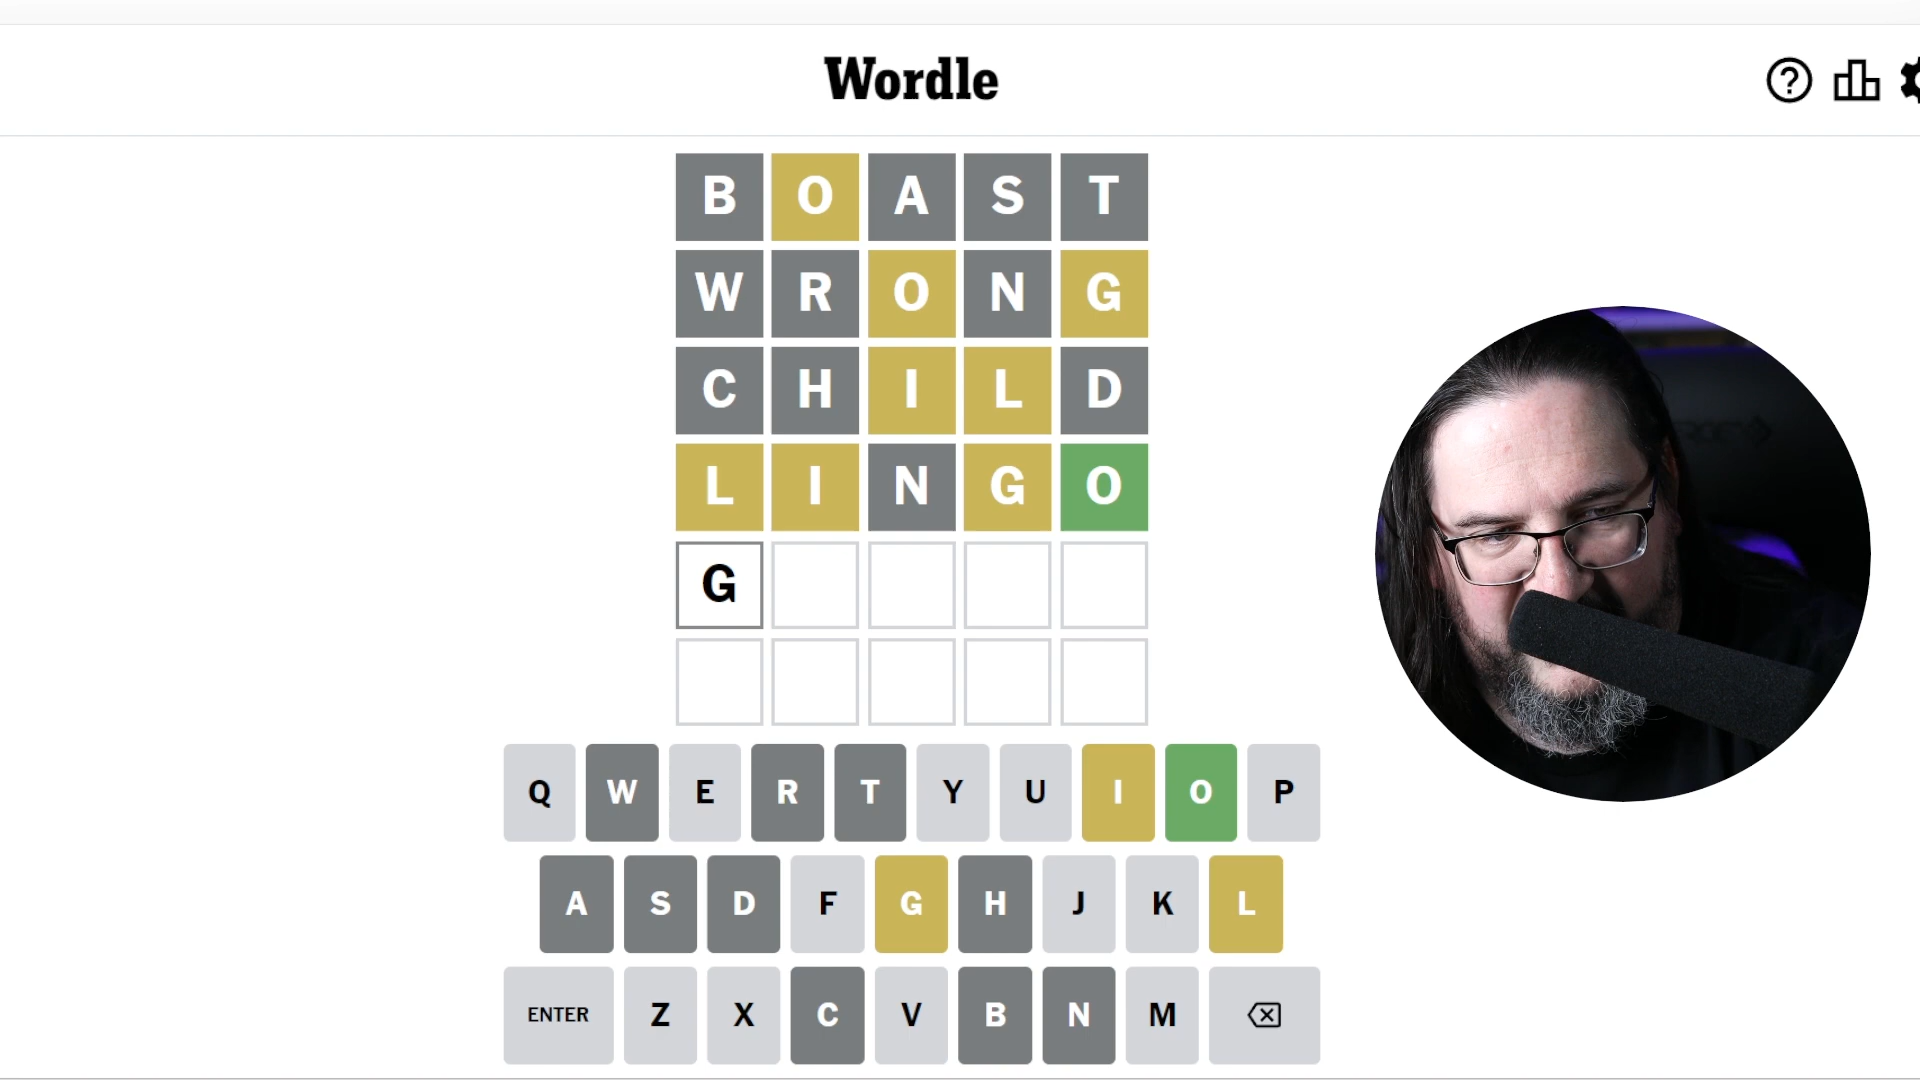 Wordle
B O A S T
W R O N G
C H I L D
L I N G O
G
Q W E R T Y U I O P
A S D F G H J K L
ENTER Z X C V B N M